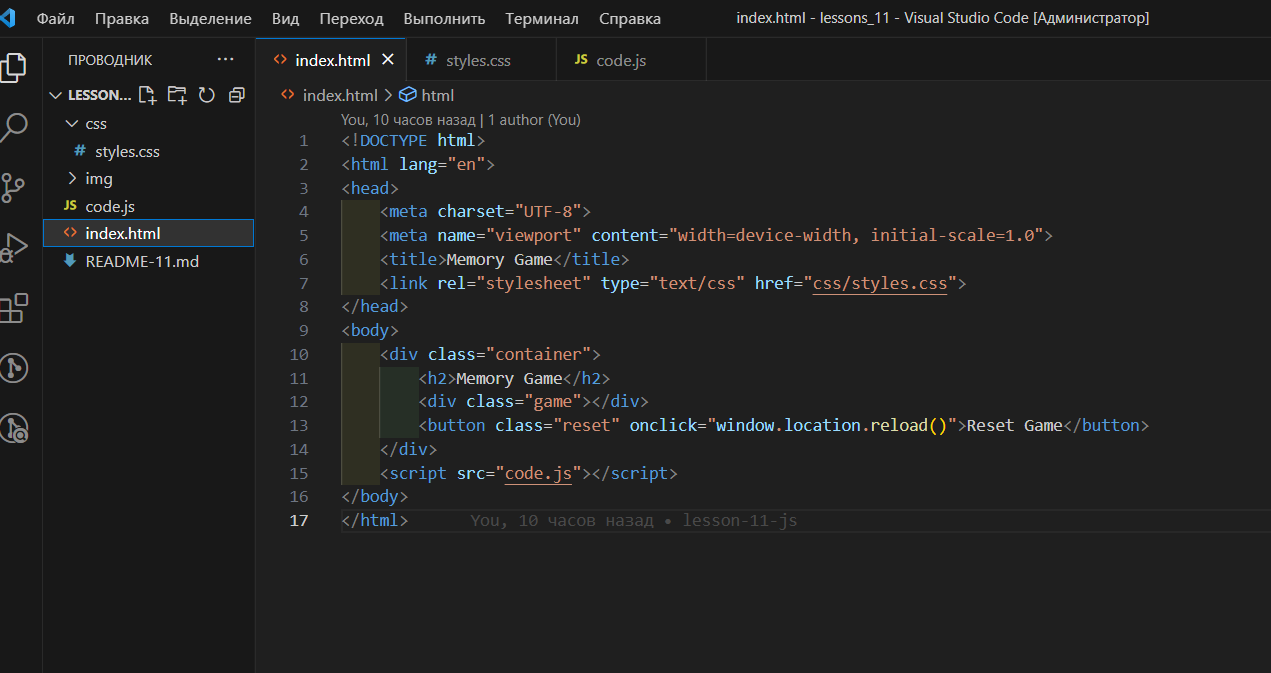 Файл Правка Выделение Вид Переход Выполнить Терминал Справка index.html - lessons_11 - Visual Studio Code [Администратор]
ПРОВОДНИК ···
LESSON...
css
# styles.css
img
JS code.js
<> index.html
README-11.md
<> index.html × # styles.css JS code.js
<> index.html > html
You, 10 часов назад | 1 author (You)
1 <!DOCTYPE html>
2 <html lang="en">
3 <head>
4 <meta charset="UTF-8">
5 <meta name="viewport" content="width=device-width, initial-scale=1.0">
6 <title>Memory Game</title>
7 <link rel="stylesheet" type="text/css" href="css/styles.css">
8 </head>
9 <body>
10 <div class="container">
11 <h2>Memory Game</h2>
12 <div class="game"></div>
13 <button class="reset" onclick="window.location.reload()">Reset Game</button>
14 </div>
15 <script src="code.js"></script>
16 </body>
17 </html> You, 10 часов назад • lesson-11-js